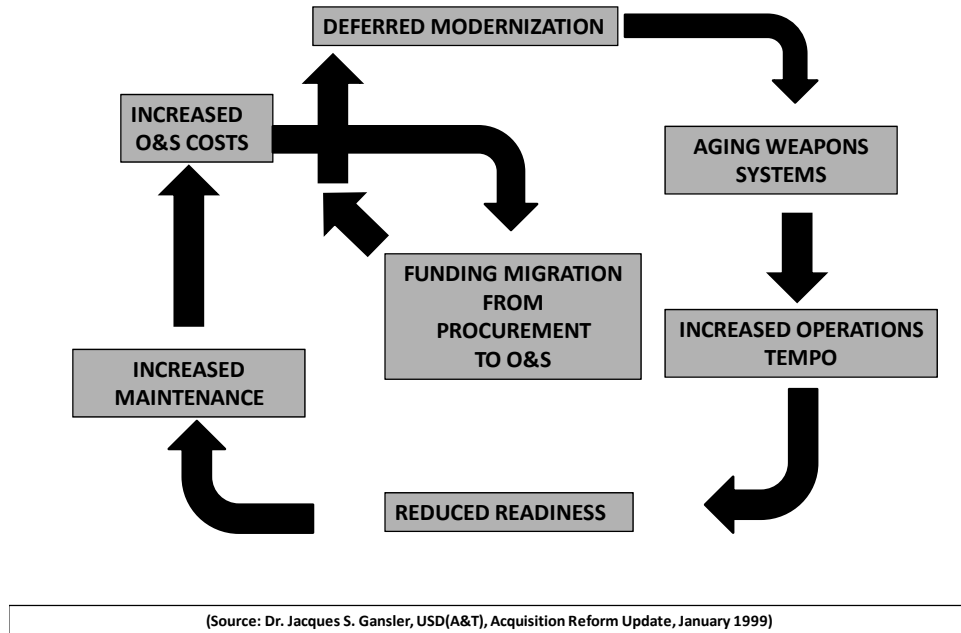 DEFERRED MODERNIZATION
INCREASED
O&S COSTS
AGING WEAPONS
SYSTEMS
FUNDING MIGRATION
FROM
PROCUREMENT
TO O&S
INCREASED OPERATIONS
TEMPO
INCREASED
MAINTENANCE
REDUCED READINESS
(Source: Dr. Jacques S. Gansler, USD(A&T), Acquisition Reform Update, January 1999)